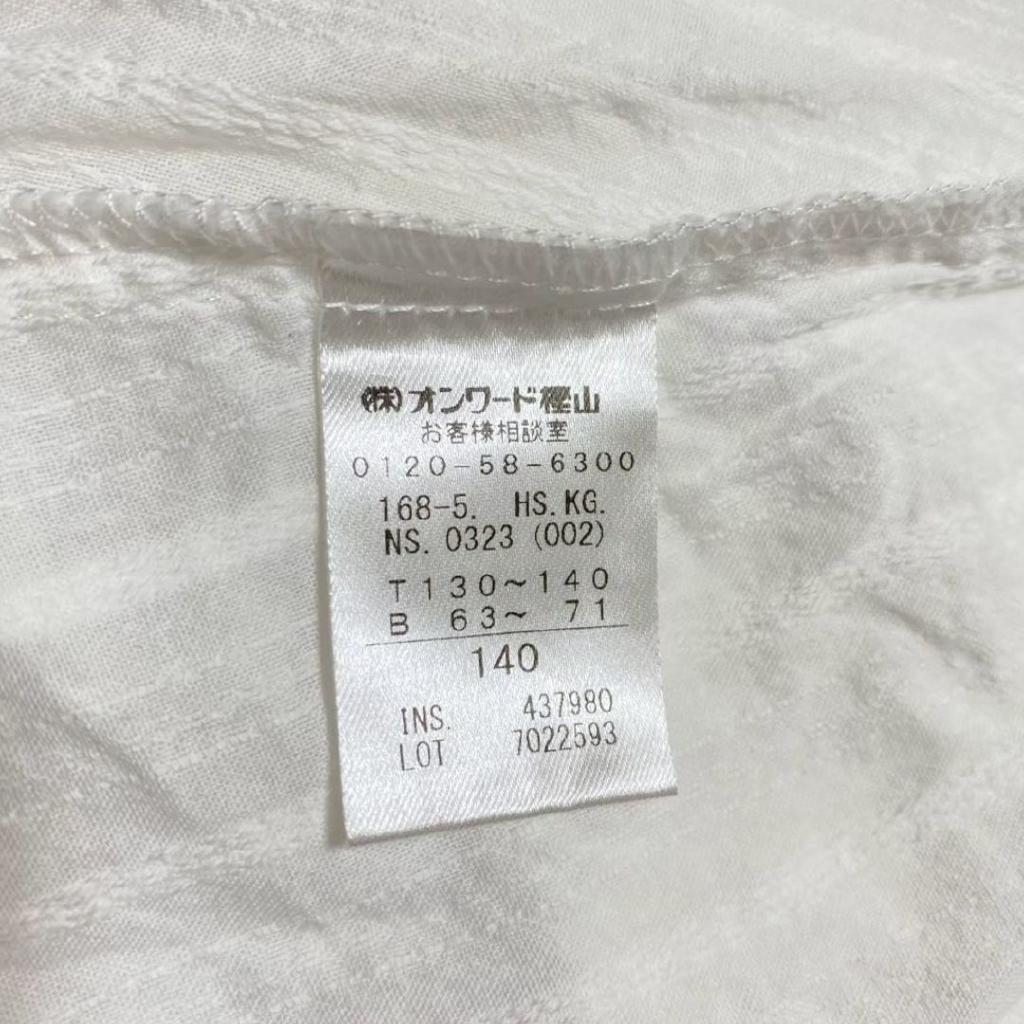 (株)オンワード樫山
お客様相談室
0120-58-6300
168-5. HS.KG.
NS. 0323 (002)
T 130～140
B 63～ 71
140
INS. 437980
LOT 7022593